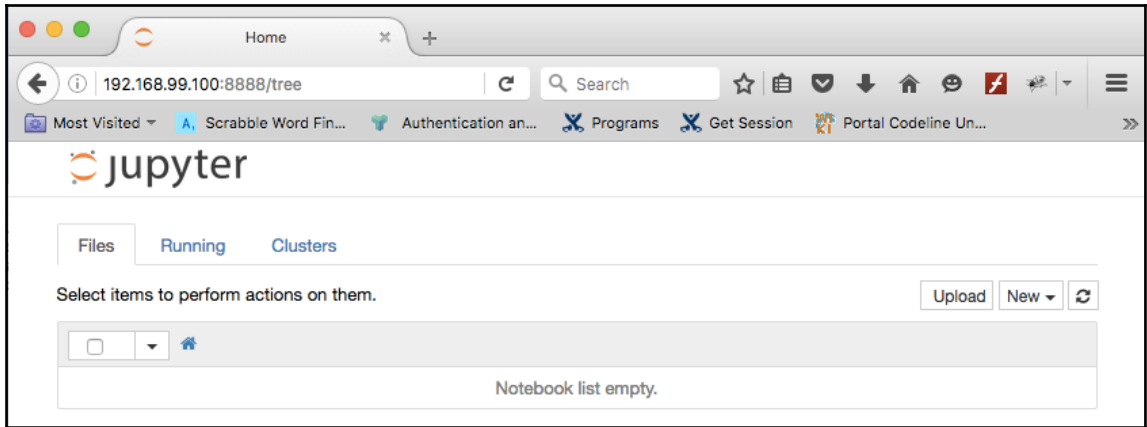 Home
192.168.99.100:8888/tree Search
Most Visited A, Scrabble Word Fin... Authentication an... Programs Get Session Portal Codeline Un...
jupyter
Files Running Clusters
Select items to perform actions on them. Upload New
Notebook list empty.